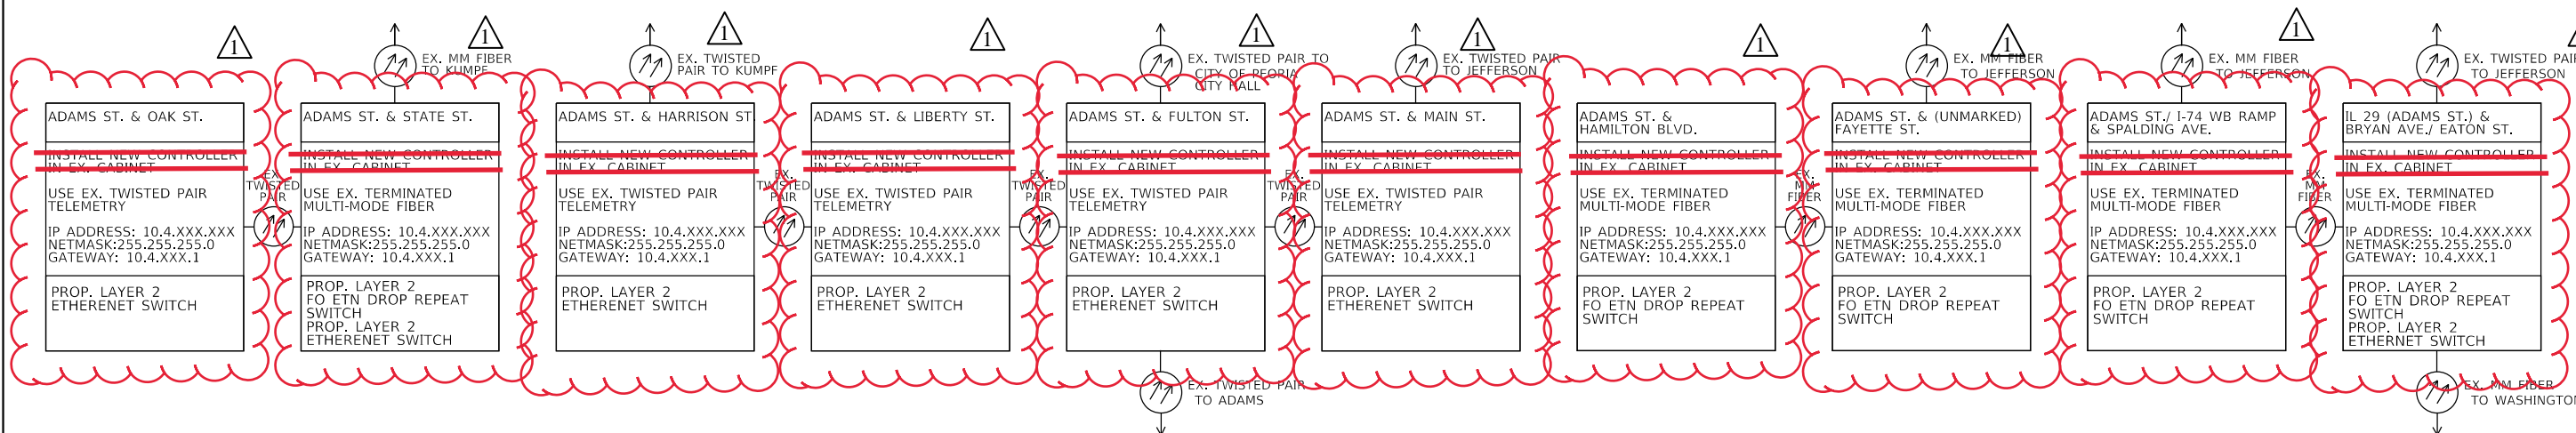 1
ADAMS ST. & OAK ST.
INSTALL NEW CONTROLLER
IN EX. CABINET
USE EX. TWISTED PAIR
TELEMETRY
IP ADDRESS: 10.4.XXX.XXX
NETMASK:255.255.255.0
GATEWAY: 10.4.XXX.1
PROP. LAYER 2
ETHERENET SWITCH
EX.
TWISTED
PAIR
1
EX. MM FIBER
TO KUMPF
ADAMS ST. & STATE ST.
INSTALL NEW CONTROLLER
IN EX. CABINET
USE EX. TERMINATED
MULTI-MODE FIBER
IP ADDRESS: 10.4.XXX.XXX
NETMASK:255.255.255.0
GATEWAY: 10.4.XXX.1
PROP. LAYER 2
FO ETN DROP REPEAT
SWITCH
PROP. LAYER 2
ETHERENET SWITCH
1
EX. TWISTED
PAIR TO KUMPF
ADAMS ST. & HARRISON ST.
INSTALL NEW CONTROLLER
IN EX. CABINET
USE EX. TWISTED PAIR
TELEMETRY
IP ADDRESS: 10.4.XXX.XXX
NETMASK:255.255.255.0
GATEWAY: 10.4.XXX.1
PROP. LAYER 2
ETHERENET SWITCH
EX.
TWISTED
PAIR
1
ADAMS ST. & LIBERTY ST.
INSTALL NEW CONTROLLER
IN EX. CABINET
USE EX. TWISTED PAIR
TELEMETRY
IP ADDRESS: 10.4.XXX.XXX
NETMASK:255.255.255.0
GATEWAY: 10.4.XXX.1
PROP. LAYER 2
ETHERENET SWITCH
EX.
TWISTED
PAIR
1
EX. TWISTED PAIR TO
CITY OF PEORIA
CITY HALL
ADAMS ST. & FULTON ST.
INSTALL NEW CONTROLLER
IN EX. CABINET
USE EX. TWISTED PAIR
TELEMETRY
IP ADDRESS: 10.4.XXX.XXX
NETMASK:255.255.255.0
GATEWAY: 10.4.XXX.1
PROP. LAYER 2
ETHERENET SWITCH
EX. TWISTED PAIR
TO ADAMS
EX.
TWISTED
PAIR
1
EX. TWISTED PAIR
TO JEFFERSON
ADAMS ST. & MAIN ST.
INSTALL NEW CONTROLLER
IN EX. CABINET
USE EX. TWISTED PAIR
TELEMETRY
IP ADDRESS: 10.4.XXX.XXX
NETMASK:255.255.255.0
GATEWAY: 10.4.XXX.1
PROP. LAYER 2
ETHERENET SWITCH
1
ADAMS ST. &
HAMILTON BLVD.
INSTALL NEW CONTROLLER
IN EX. CABINET
USE EX. TERMINATED
MULTI-MODE FIBER
IP ADDRESS: 10.4.XXX.XXX
NETMASK:255.255.255.0
GATEWAY: 10.4.XXX.1
PROP. LAYER 2
FO ETN DROP REPEAT
SWITCH
EX.
MM
FIBER
1
EX. MM FIBER
TO JEFFERSON
ADAMS ST. & (UNMARKED)
FAYETTE ST.
INSTALL NEW CONTROLLER
IN EX. CABINET
USE EX. TERMINATED
MULTI-MODE FIBER
IP ADDRESS: 10.4.XXX.XXX
NETMASK:255.255.255.0
GATEWAY: 10.4.XXX.1
PROP. LAYER 2
FO ETN DROP REPEAT
SWITCH
1
EX. MM FIBER
TO JEFFERSON
ADAMS ST./ I-74 WB RAMP
& SPALDING AVE.
INSTALL NEW CONTROLLER
IN EX. CABINET
USE EX. TERMINATED
MULTI-MODE FIBER
IP ADDRESS: 10.4.XXX.XXX
NETMASK:255.255.255.0
GATEWAY: 10.4.XXX.1
PROP. LAYER 2
FO ETN DROP REPEAT
SWITCH
EX.
MM
FIBER
EX. TWISTED PAIR
TO JEFFERSON
IL 29 (ADAMS ST.) &
BRYAN AVE./ EATON ST.
INSTALL NEW CONTROLLER
IN EX. CABINET
USE EX. TERMINATED
MULTI-MODE FIBER
IP ADDRESS: 10.4.XXX.XXX
NETMASK:255.255.255.0
GATEWAY: 10.4.XXX.1
PROP. LAYER 2
FO ETN DROP REPEAT
SWITCH
PROP. LAYER 2
ETHERNET SWITCH
EX. MM FIBER
TO WASHINGTON